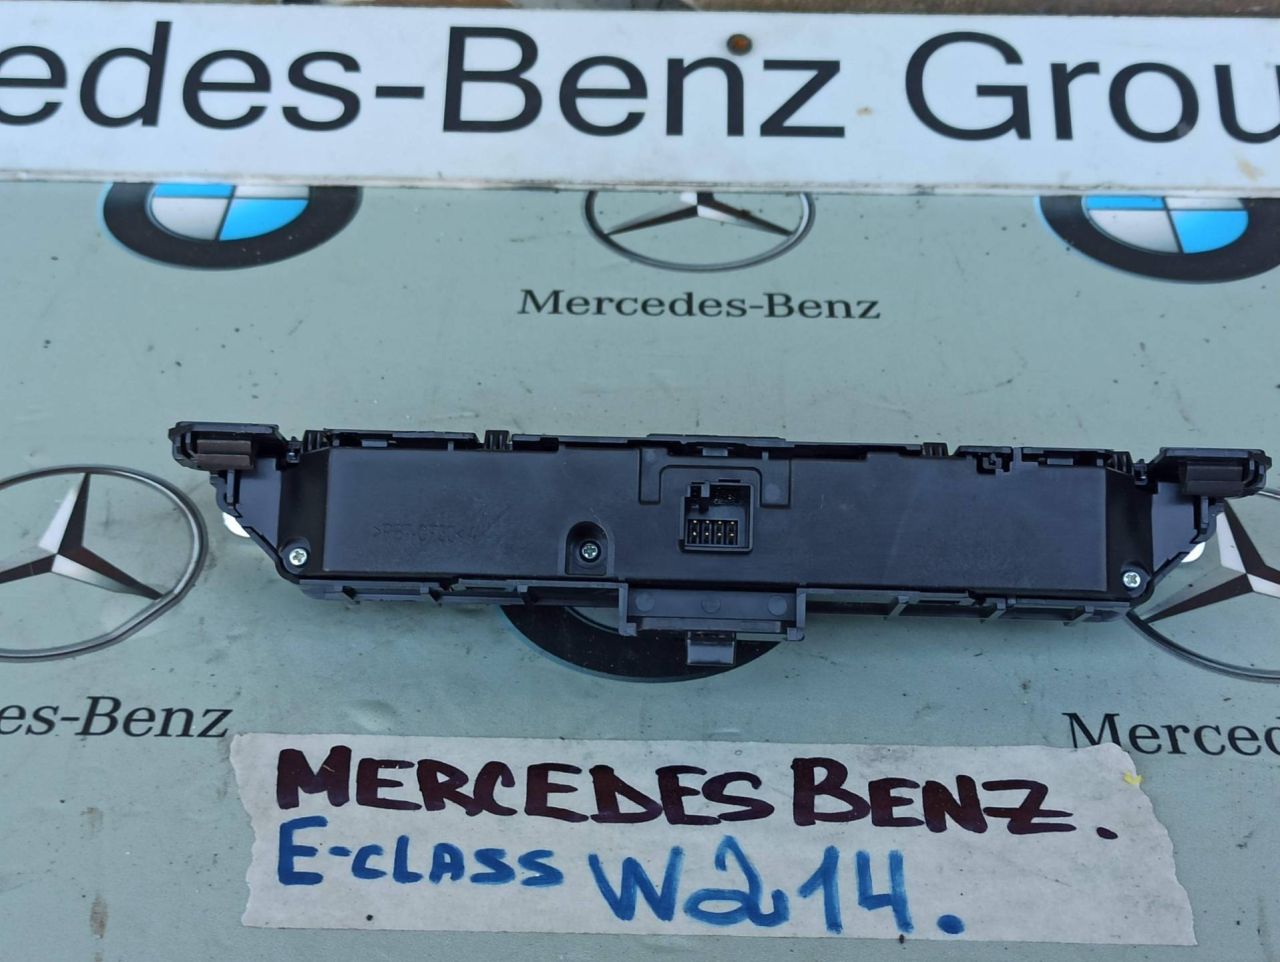 edes-Benz Grou
Mercedes-Benz
es-Benz
Merced
MERCEDES BENZ.
E-CLASS W214.